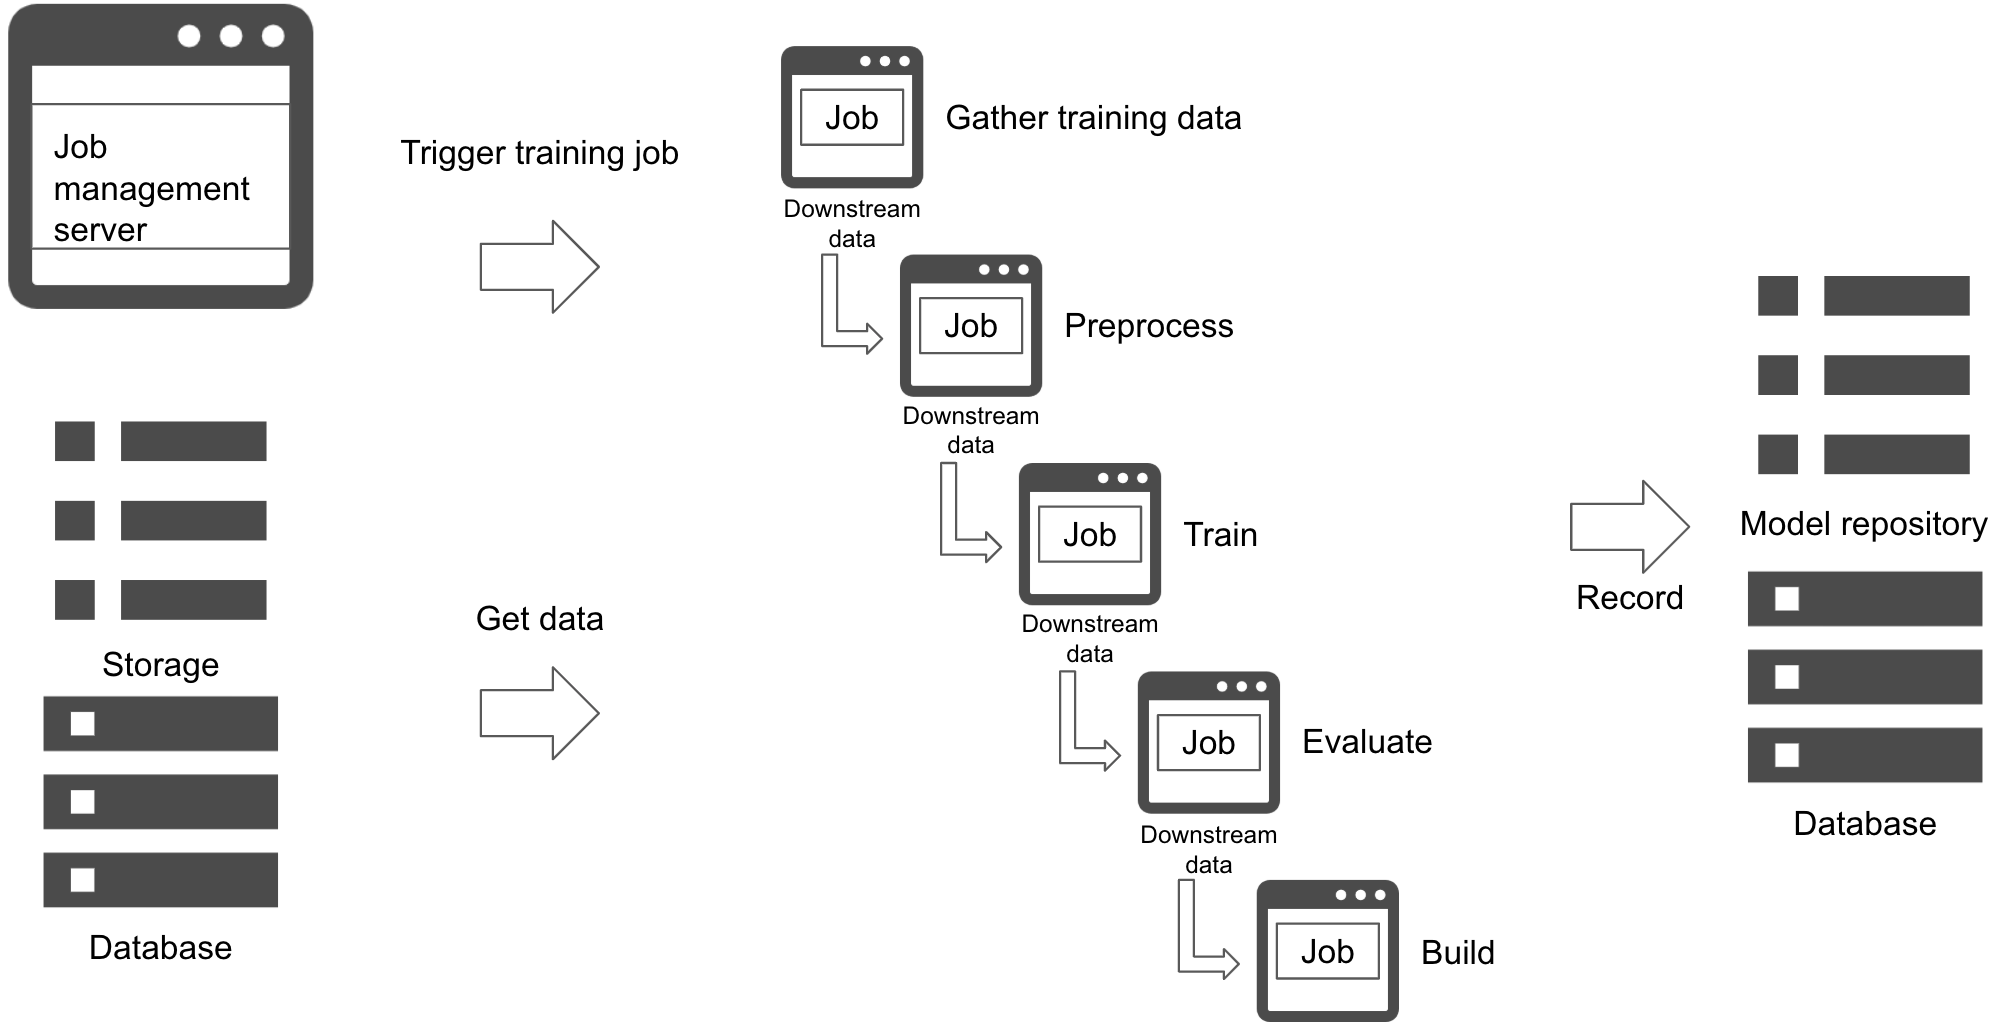 Job
management
server
Trigger training job
Storage
Database
Get data
Job
Gather training data
Downstream
data
Job
Preprocess
Downstream
data
Job
Train
Downstream
data
Job
Evaluate
Downstream
data
Job
Build
Record
Model repository
Database